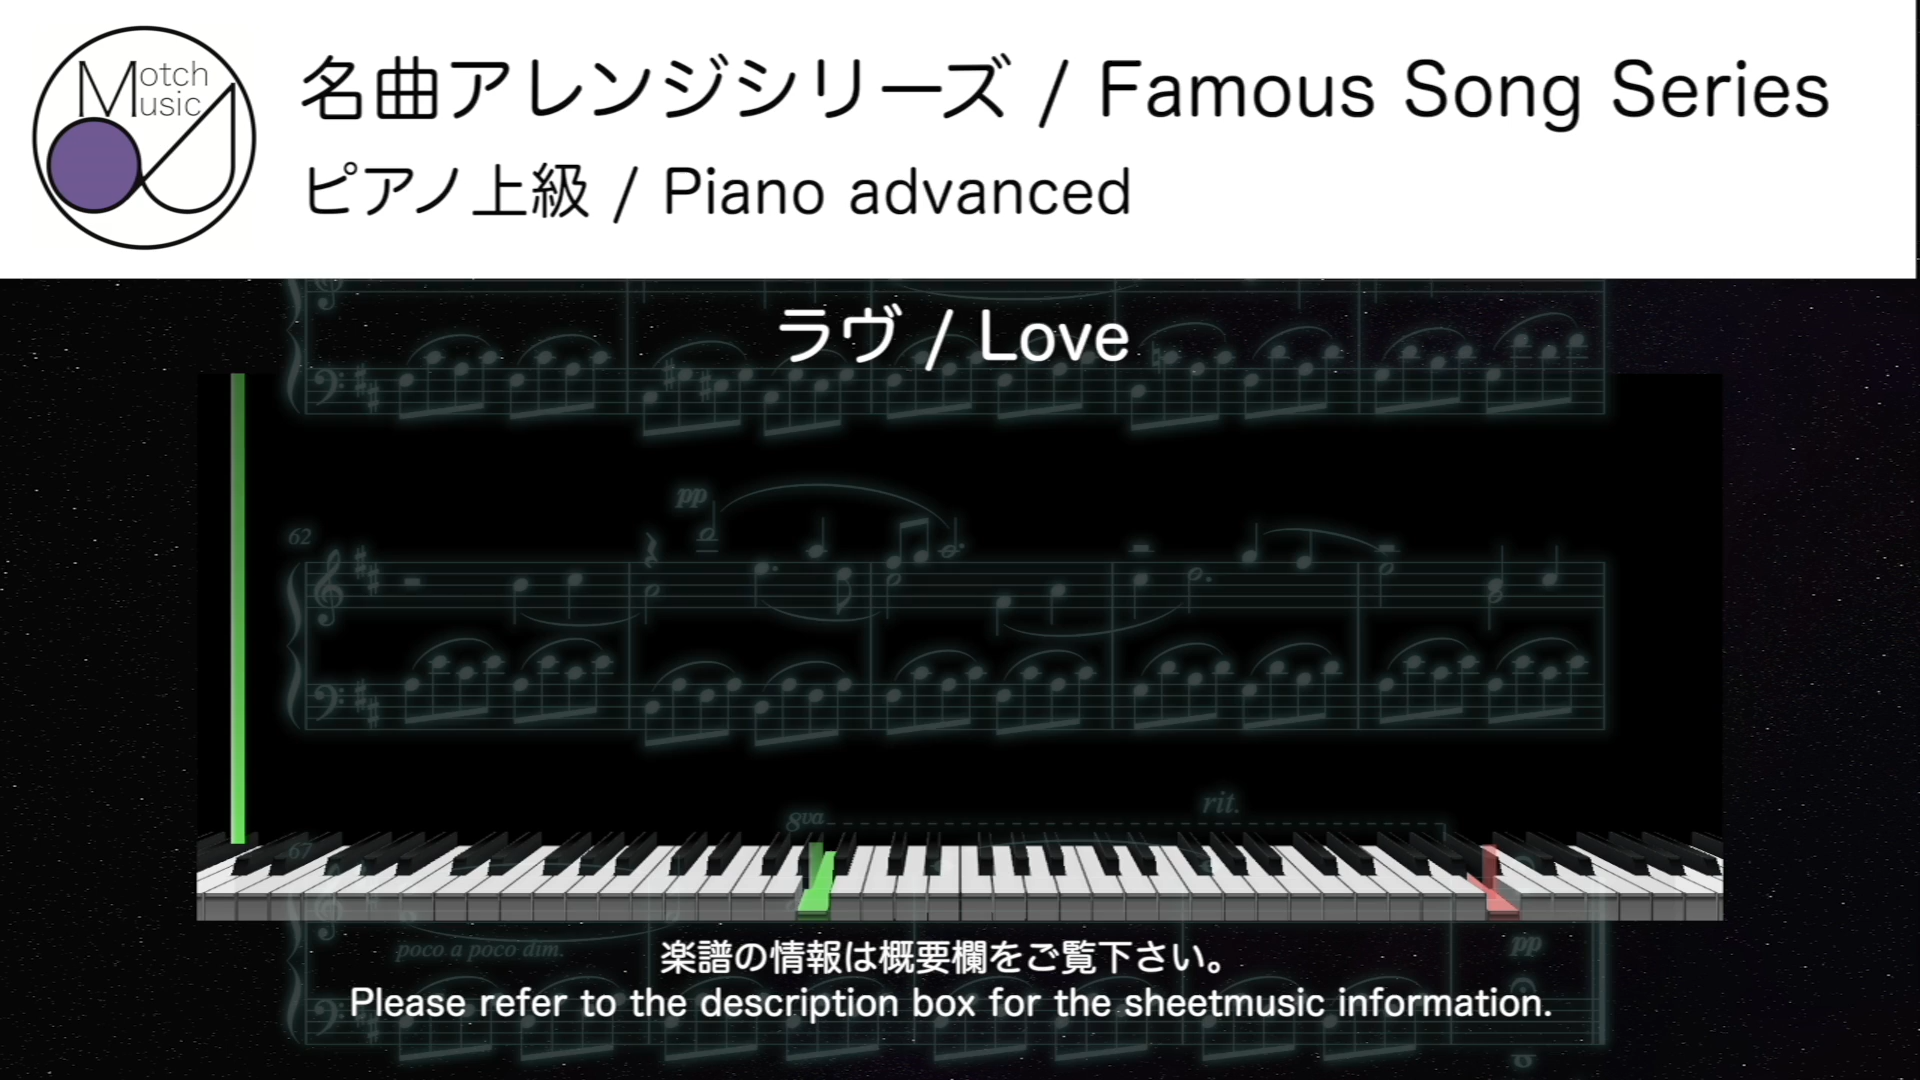 Motch
Music
名曲アレンジシリーズ / Famous Song Series
ピアノ上級 / Piano advanced
ラヴ / Love
pp
62
rit.
8va
67
poco a poco dim.
pp
楽譜の情報は概要欄をご覧下さい。
Please refer to the description box for the sheetmusic information.